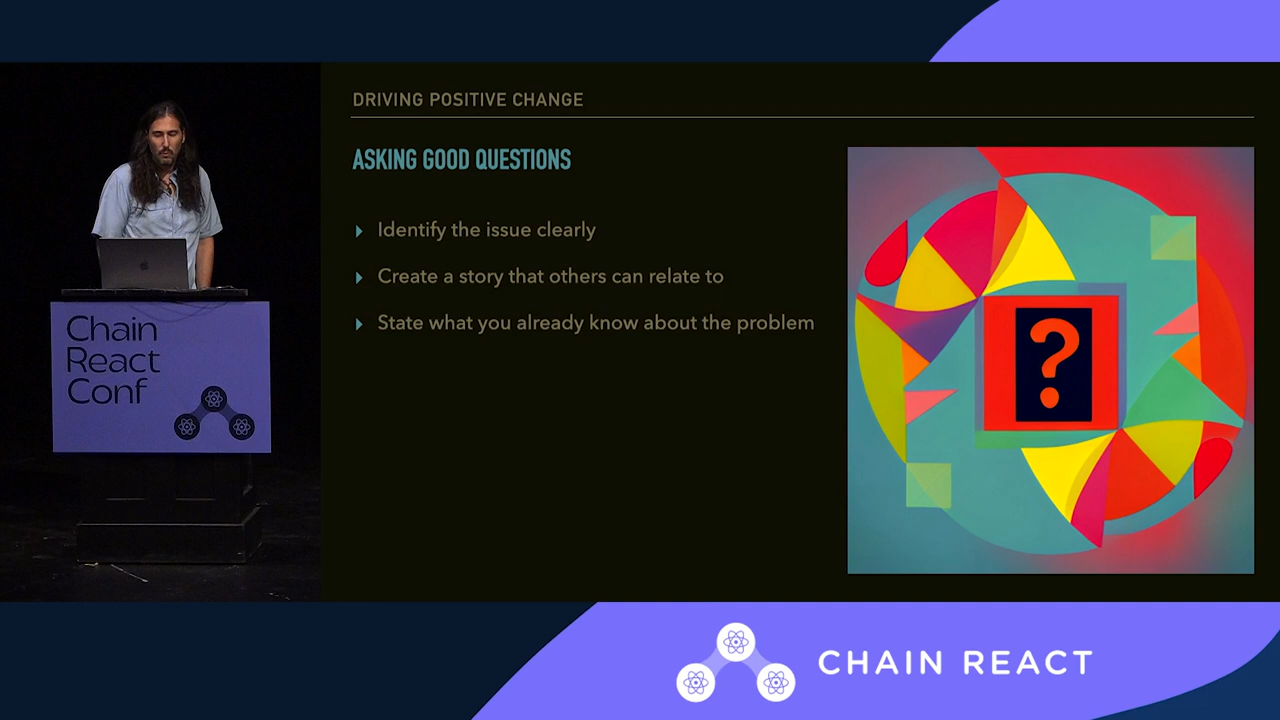 DRIVING POSITIVE CHANGE
ASKING GOOD QUESTIONS
Identify the issue clearly
Create a story that others can relate to
State what you already know about the problem
?
Chain
React
Conf
CHAIN REACT